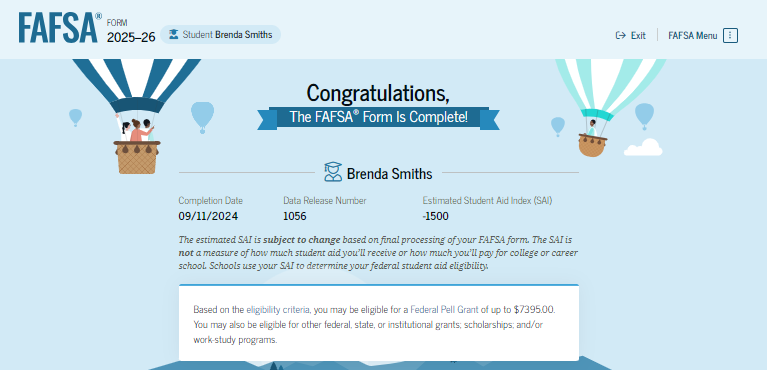 FAFSA® FORM 2025–26 Student Brenda Smiths Exit FAFSA Menu
Congratulations,
The FAFSA® Form Is Complete!
Brenda Smiths
Completion Date Data Release Number Estimated Student Aid Index (SAI)
09/11/2024 1056 -1500
The estimated SAI is subject to change based on final processing of your FAFSA form. The SAI is
not a measure of how much student aid you'll receive or how much you'll pay for college or career
school. Schools use your SAI to determine your federal student aid eligibility.
Based on the eligibility criteria, you may be eligible for a Federal Pell Grant of up to $7395.00.
You may also be eligible for other federal, state, or institutional grants; scholarships; and/or
work-study programs.